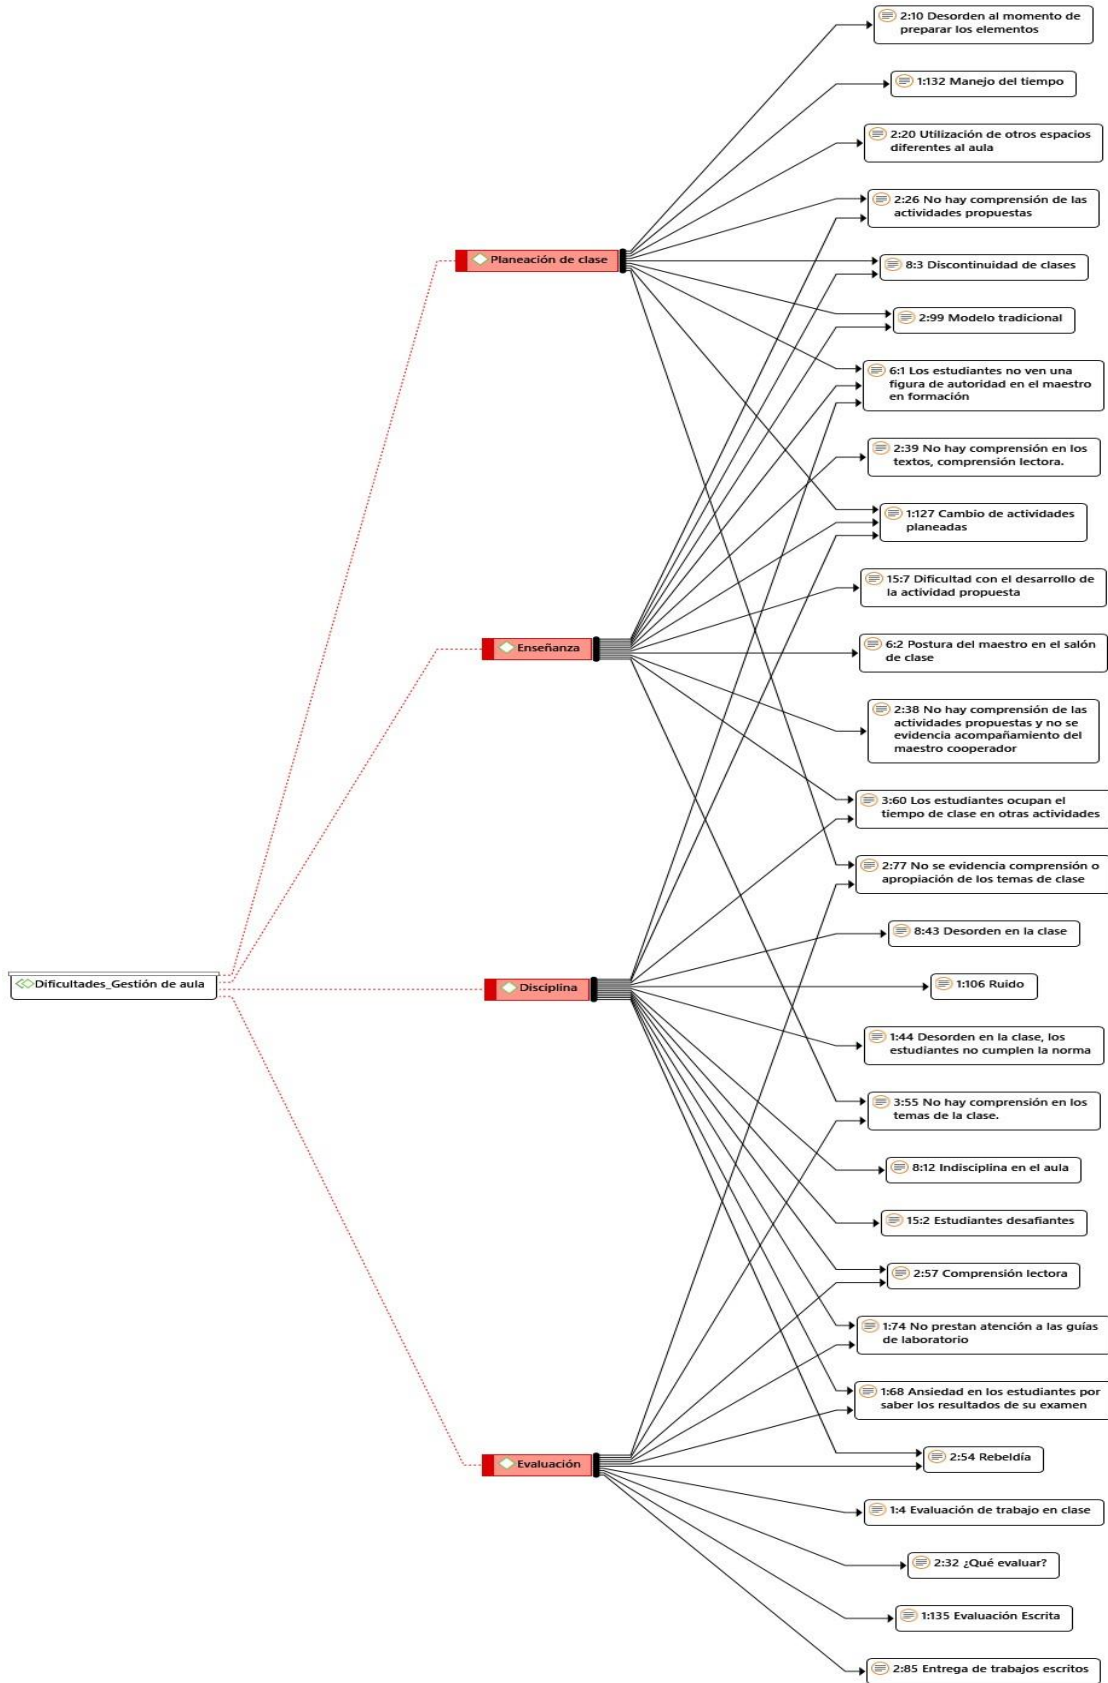 2:10 Desorden al momento de
preparar los elementos
1:132 Manejo del tiempo
2:20 Utilización de otros espacios
diferentes al aula
2:26 No hay comprensión de las
actividades propuestas
Planeación de clase
8:3 Discontinuidad de clases
2:99 Modelo tradicional
6:1 Los estudiantes no ven una
figura de autoridad en el maestro
en formación
2:39 No hay comprensión en los
textos, comprensión lectora.
1:127 Cambio de actividades
planeadas
15:7 Dificultad con el desarrollo de
la actividad propuesta
Enseñanza
6:2 Postura del maestro en el salón
de clase
2:38 No hay comprensión de las
actividades propuestas y no se
evidencia acompañamiento del
maestro cooperador
3:60 Los estudiantes ocupan el
tiempo de clase en otras actividades
2:77 No se evidencia comprensión o
apropiación de los temas de clase
8:43 Desorden en la clase
Dificultades_Gestión de aula
Disciplina
1:106 Ruido
1:44 Desorden en la clase, los
estudiantes no cumplen la norma
3:55 No hay comprensión en los
temas de la clase.
8:12 Indisciplina en el aula
15:2 Estudiantes desafiantes
2:57 Comprensión lectora
1:74 No prestan atención a las guías
de laboratorio
1:68 Ansiedad en los estudiantes por
saber los resultados de su examen
2:54 Rebeldía
Evaluación
1:4 Evaluación de trabajo en clase
2:32 ¿Qué evaluar?
1:135 Evaluación Escrita
2:85 Entrega de trabajos escritos